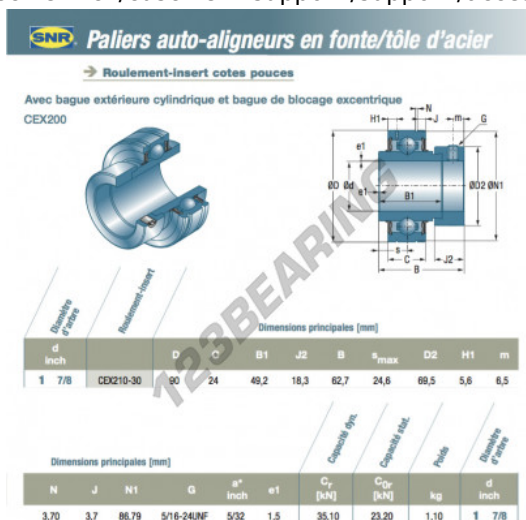 SNR Paliers auto-aligneurs en fonte/tôle d'acier
Roulement-insert cotes pouces
Avec bague extérieure cylindrique et bague de blocage excentrique
CEX200
N
H1 J m G
e1
ØD Ød ØD2 ØN1
e1
B1
s
C J2
B
Diamètre d'arbre
Roulement-insert
Dimensions principales [mm]
d inch D C B1 J2 B smax D2 H1 m
1 7/8 CEX210-30 90 24 49,2 18,3 62,7 24,6 69,5 5,6 6,5
123BEARING
Capacité dyn.
Capacité stat.
Poids
Diamètre d'arbre
Dimensions principales [mm]
N J N1 G a* inch e1 Cr [kN] C0r [kN] kg d inch
3.70 3.7 86.79 5/16-24UNF 5/32 1.5 35.10 23.20 1.10 1 7/8